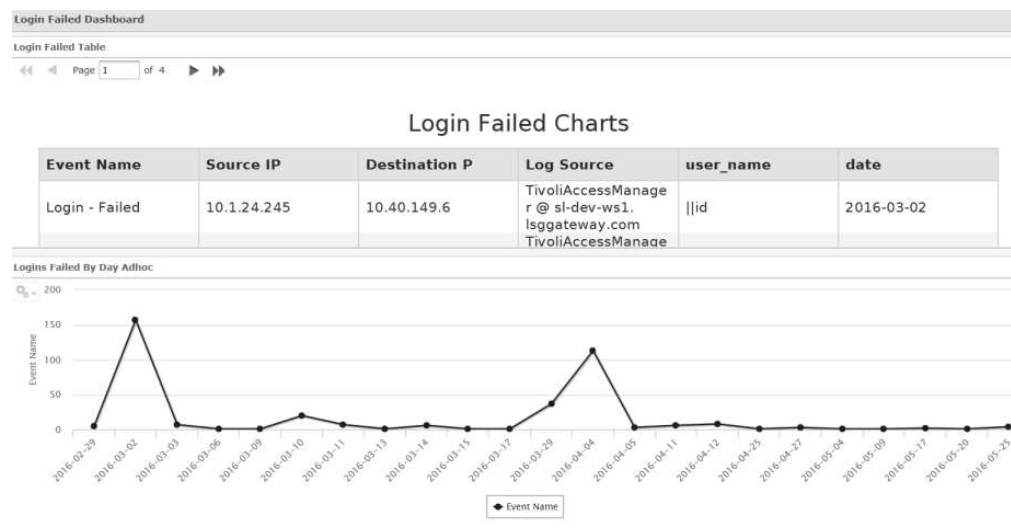 Login Failed Dashboard
Login Failed Table
Page 1 of 4
Login Failed Charts
Event Name Source IP Destination P Log Source user_name date
TivoliAccessManage
Login - Failed 10.1.24.245 10.40.149.6 r @ sl-dev-ws1. ||id 2016-03-02
lsggateway.com
TivoliAccessManage
Logins Failed By Day Adhoc
200
150
100
50
0
Event Name
2016-02-29 2016-03-02 2016-03-03 2016-03-06 2016-03-09 2016-03-10 2016-03-11 2016-03-13 2016-03-14 2016-03-15 2016-03-17 2016-03-29 2016-04-04 2016-04-05 2016-04-11 2016-04-12 2016-04-25 2016-04-27 2016-05-04 2016-05-09 2016-05-17 2016-05-20 2016-05-25
Event Name